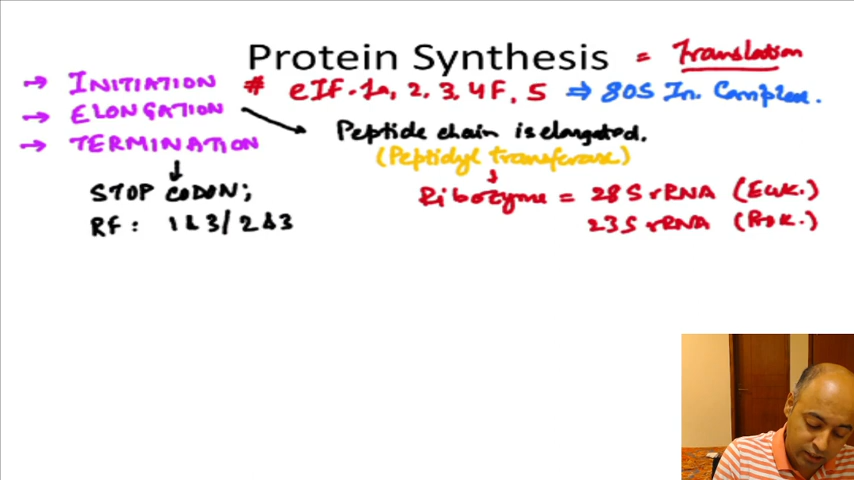 Protein Synthesis = Translation
→ INITIATION # eIF-1a, 2, 3, 4F, 5 ⇒ 80S In. Complex.
→ ELONGATION
Peptide chain is elongated.
→ TERMINATION
(Peptidyl transferase)
STOP CODON;
Ribozyme = 28S rRNA (Euk.)
RF: 1 & 3 / 2 & 3
23S rRNA (Prok.)